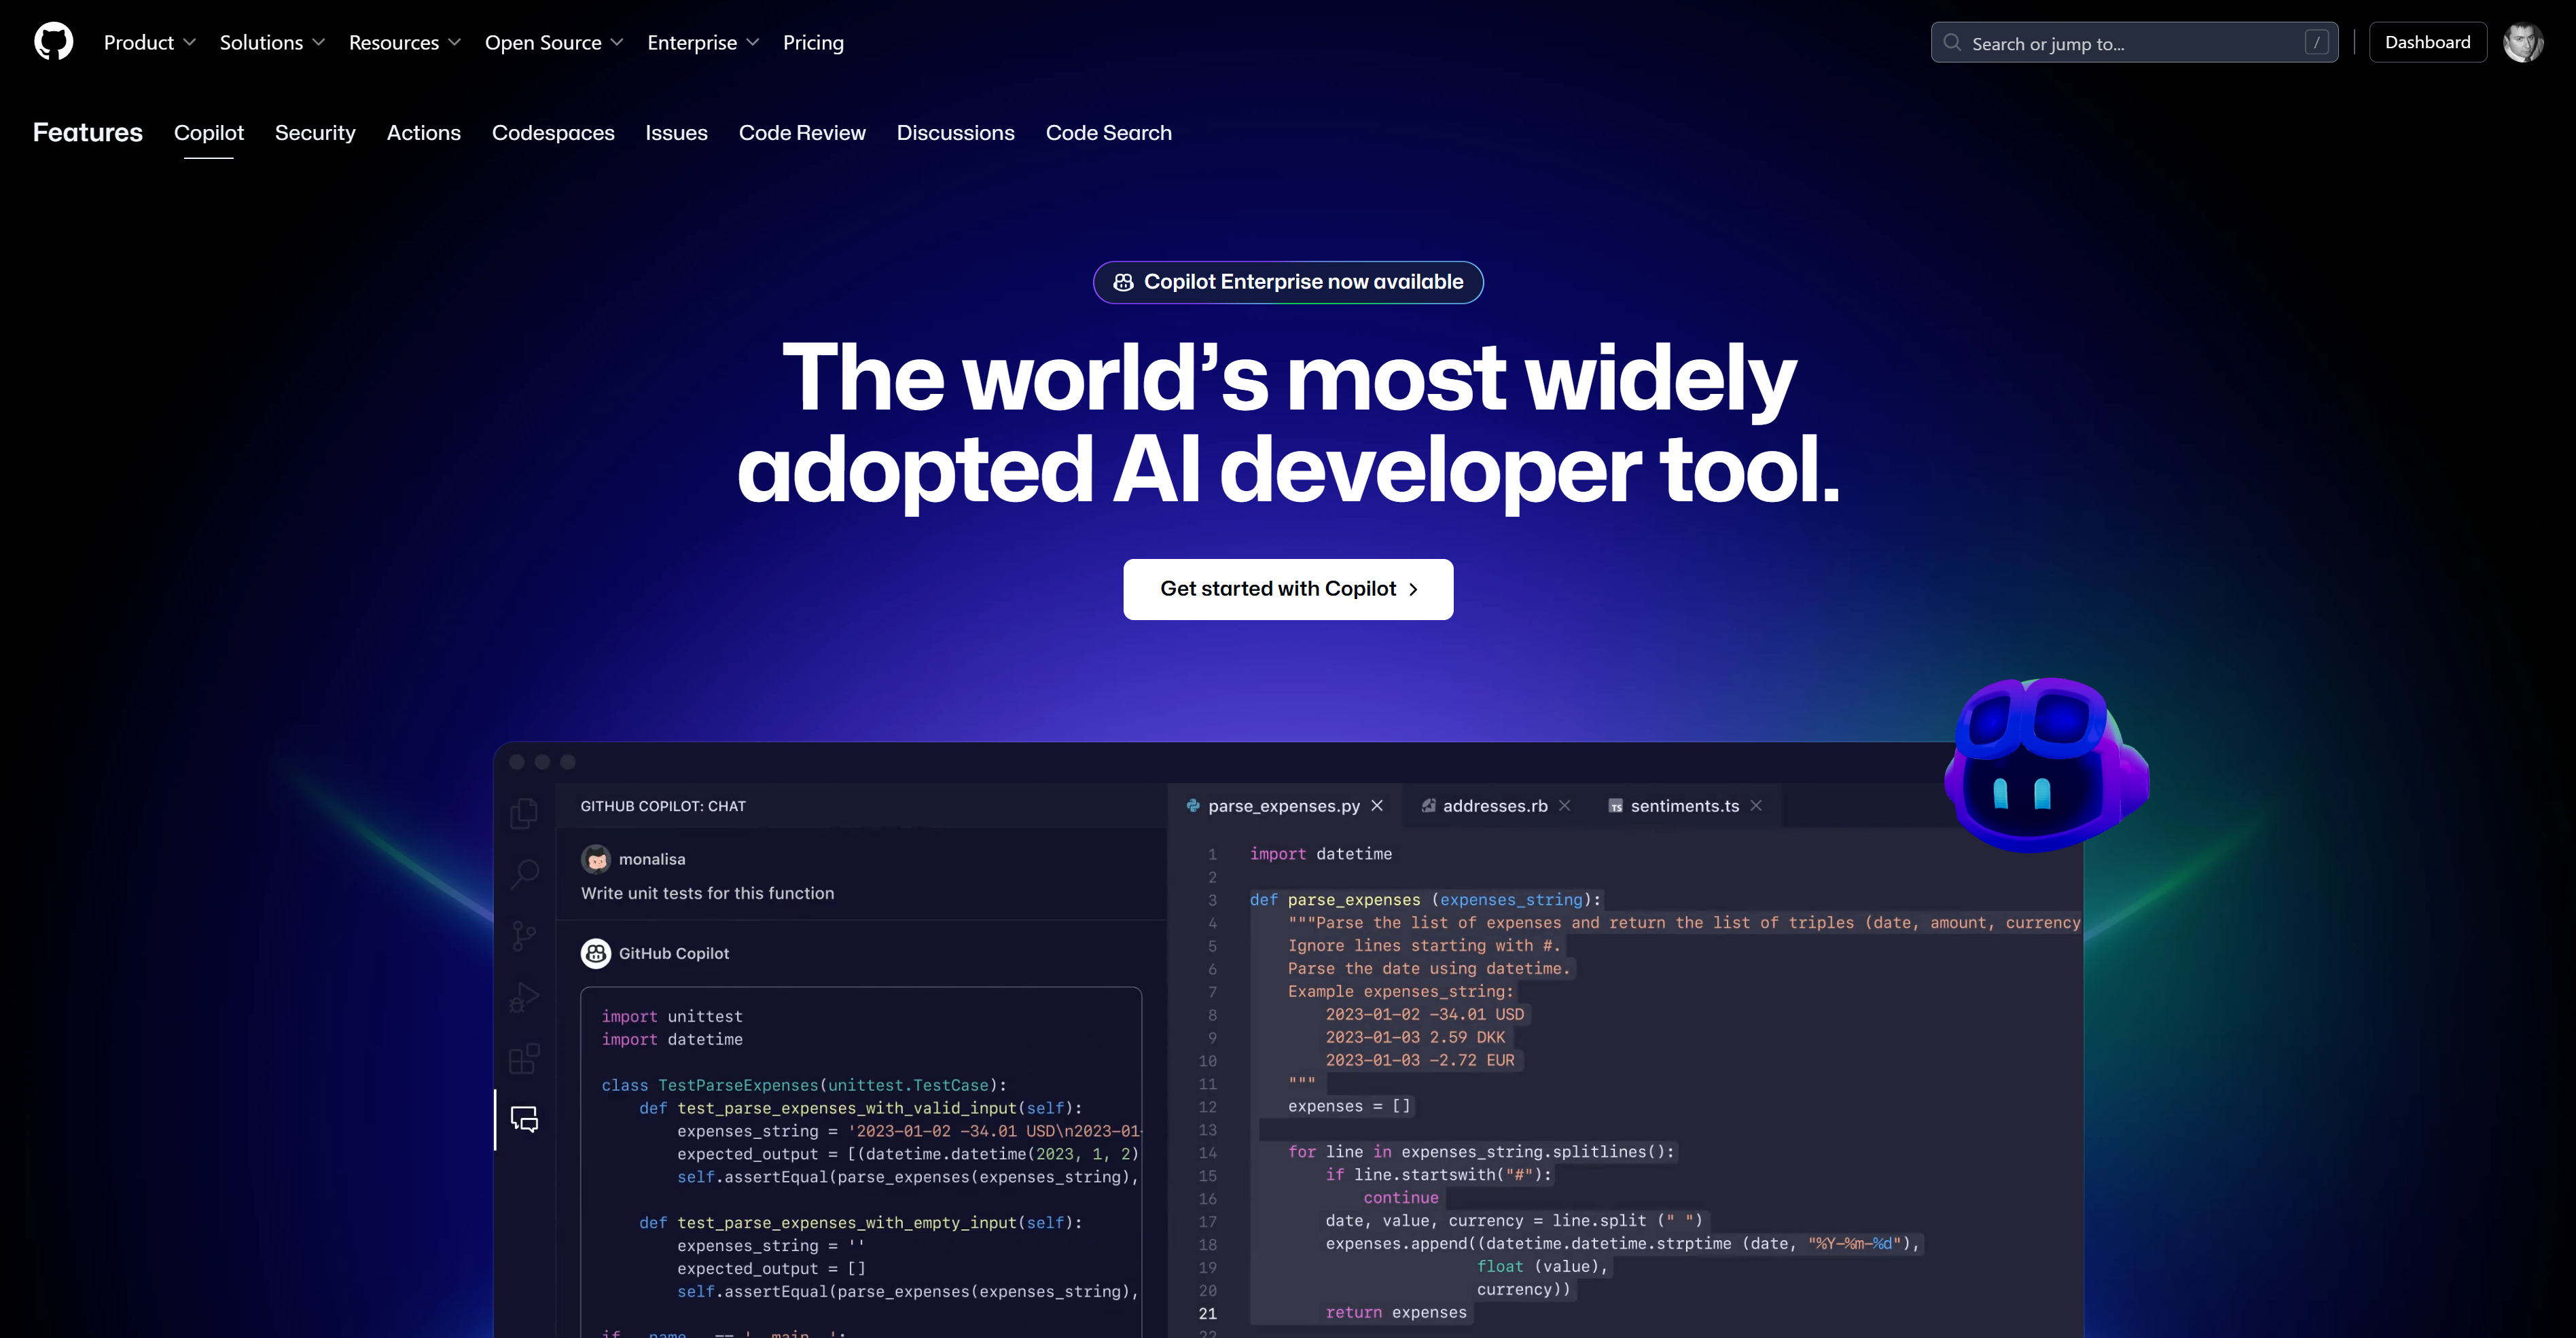 Product Solutions Resources Open Source Enterprise Pricing
Search or jump to... /
Dashboard
Features Copilot Security Actions Codespaces Issues Code Review Discussions Code Search
Copilot Enterprise now available
The world's most widely
adopted AI developer tool.
Get started with Copilot
GITHUB COPILOT: CHAT
monalisa
Write unit tests for this function
GitHub Copilot
import unittest
import datetime
class TestParseExpenses(unittest.TestCase):
def test_parse_expenses_with_valid_input(self):
expenses_string = '2023-01-02 -34.01 USD\n2023-01-
expected_output = [(datetime.datetime(2023, 1, 2)
self.assertEqual(parse_expenses(expenses_string),
def test_parse_expenses_with_empty_input(self):
expenses_string = ''
expected_output = []
self.assertEqual(parse_expenses(expenses_string),
parse_expenses.py addresses.rb TS sentiments.ts
1 import datetime
2
3 def parse_expenses (expenses_string):
4 """Parse the list of expenses and return the list of triples (date, amount, currency
5 Ignore lines starting with #.
6 Parse the date using datetime.
7 Example expenses_string:
8 2023-01-02 -34.01 USD
9 2023-01-03 2.59 DKK
10 2023-01-03 -2.72 EUR
11 """
12 expenses = []
13
14 for line in expenses_string.splitlines():
15 if line.startswith("#"):
16 continue
17 date, value, currency = line.split (" ")
18 expenses.append((datetime.datetime.strptime (date, "%Y-%m-%d"),
19 float (value),
20 currency))
21 return expenses
22